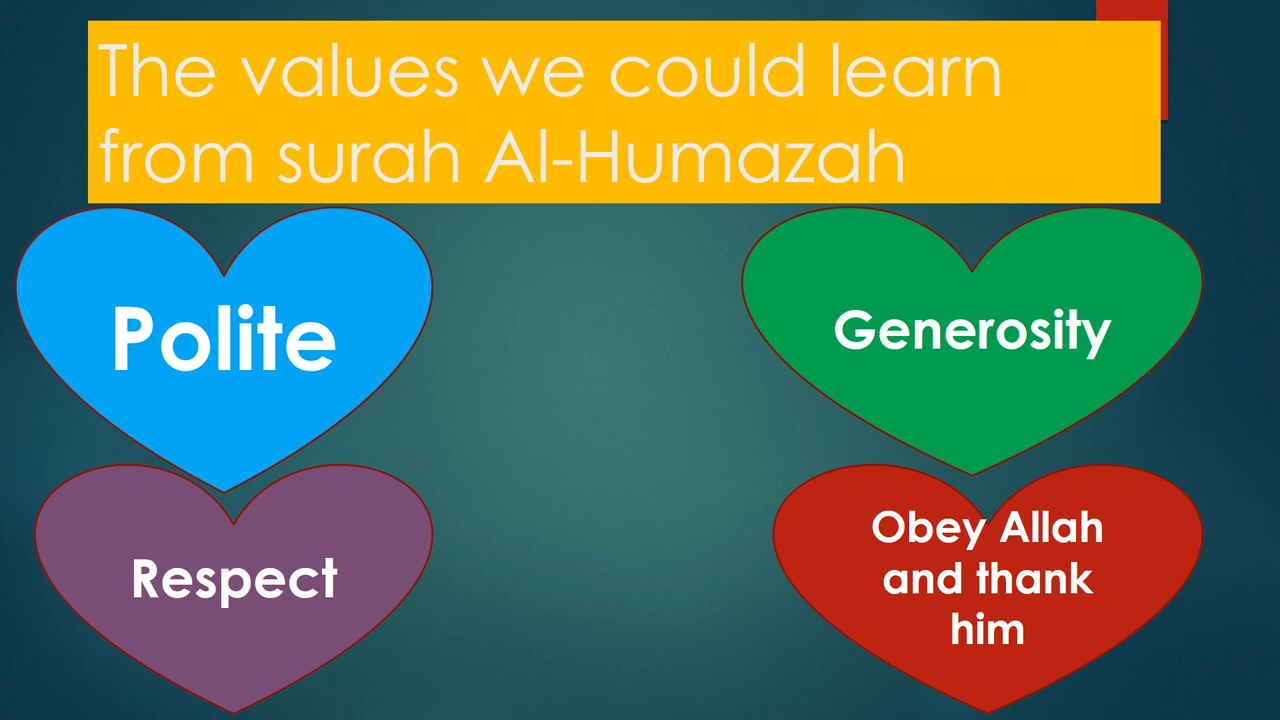 The values we could learn
from surah Al-Humazah
Polite
Generosity
Respect
Obey Allah
and thank
him